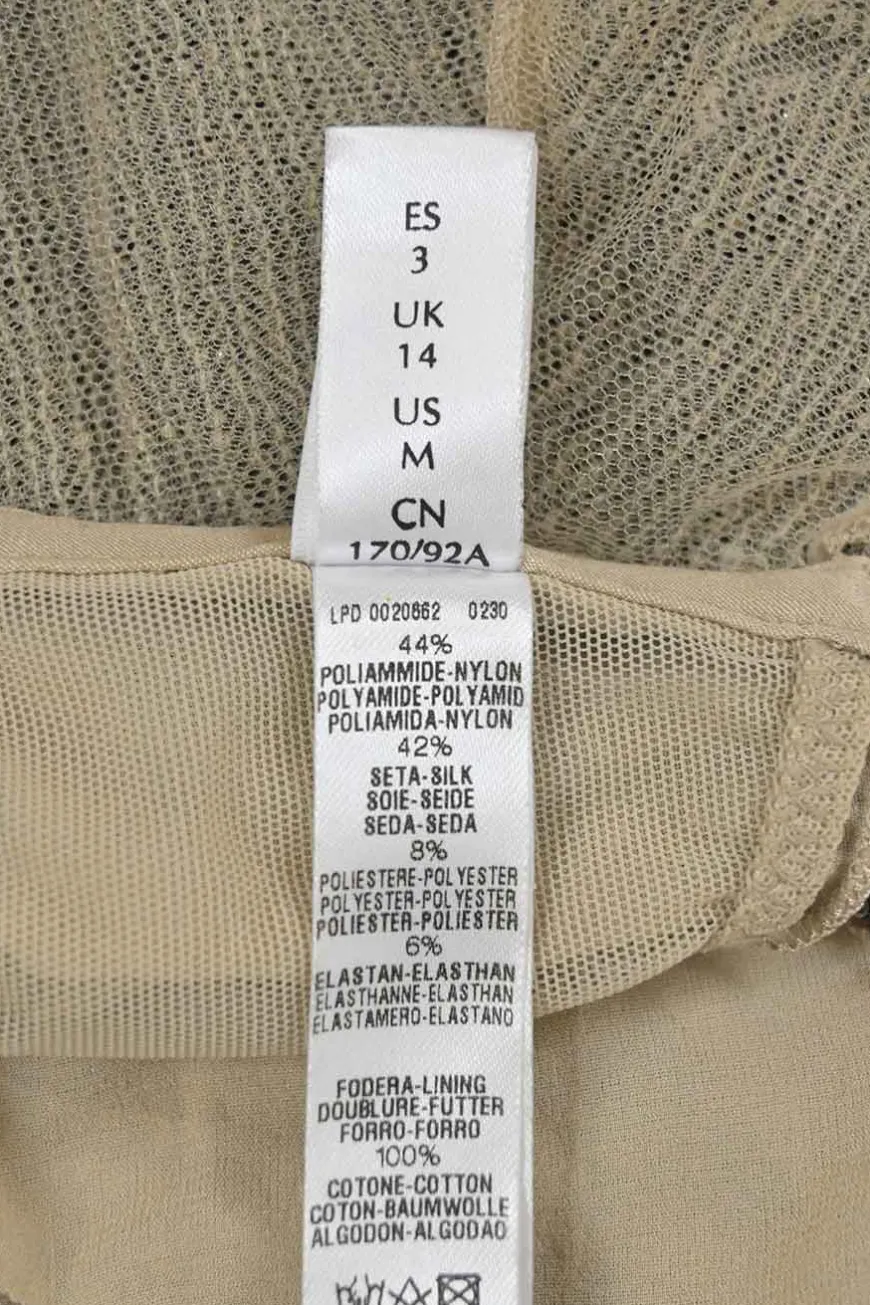 ES
3
UK
14
US
M
CN
170/92A
LPD 0020862 0230
44%
POLIAMMIDE-NYLON
POLYAMIDE-POLYAMID
POLIAMIDA-NYLON
42%
SETA-SILK
SOIE-SEIDE
SEDA-SEDA
8%
POLIESTERE-POLYESTER
POLYESTER-POLYESTER
POLIESTER-POLIESTER
6%
ELASTAN-ELASTHAN
ELASTHANNE-ELASTHAN
ELASTAMERO-ELASTANO
FODERA-LINING
DOUBLURE-FUTTER
FORRO-FORRO
100%
COTONE-COTTON
COTON-BAUMWOLLE
ALGODON-ALGODAO